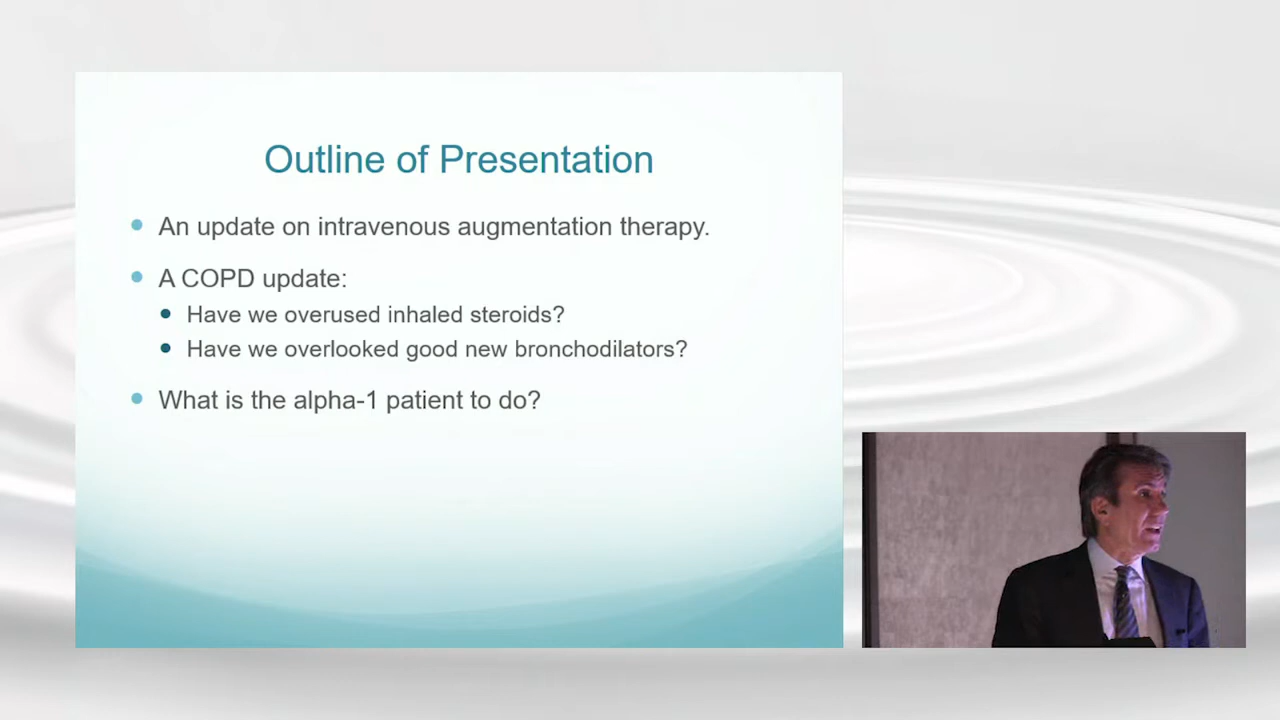 Outline of Presentation
An update on intravenous augmentation therapy.
A COPD update:
Have we overused inhaled steroids?
Have we overlooked good new bronchodilators?
What is the alpha-1 patient to do?